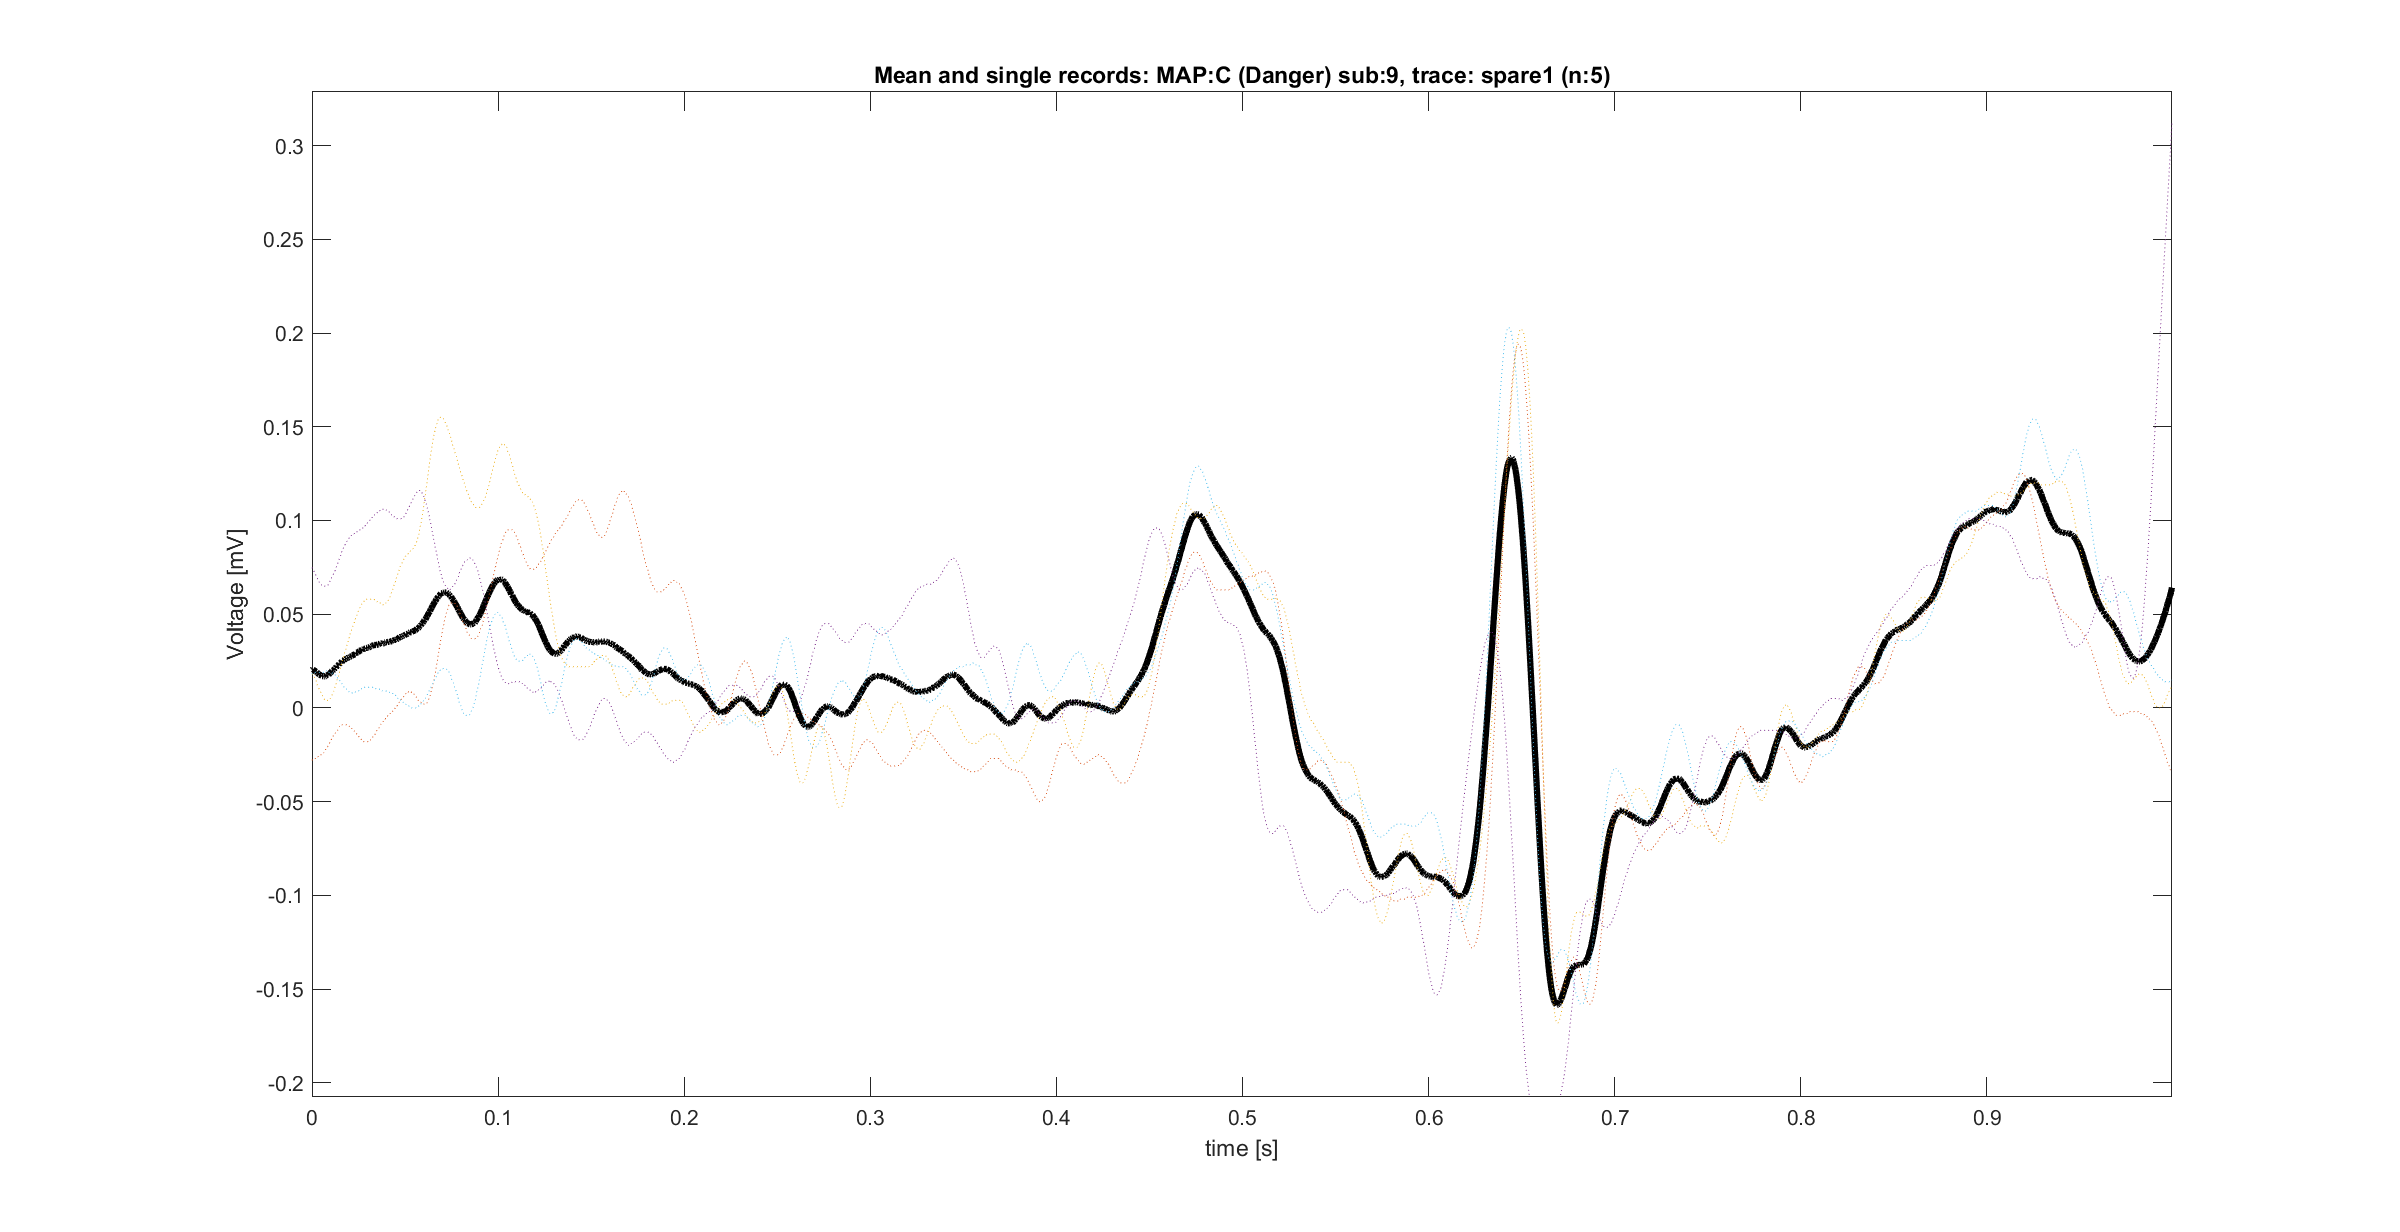 Mean and single records: MAP:C (Danger) sub:9, trace: spare1 (n:5)
0.3
0.25
0.2
0.15
0.1
0.05
0
-0.05
-0.1
-0.15
-0.2
Voltage [mV]
0 0.1 0.2 0.3 0.4 0.5 0.6 0.7 0.8 0.9
time [s]